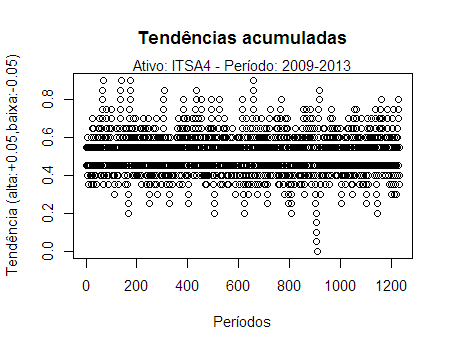 Tendências acumuladas
Ativo: ITSA4 - Período: 2009-2013
Tendência (alta:+0.05,baixa:-0.05)
0.8
0.6
0.4
0.2
0.0
0 200 400 600 800 1000 1200
Períodos